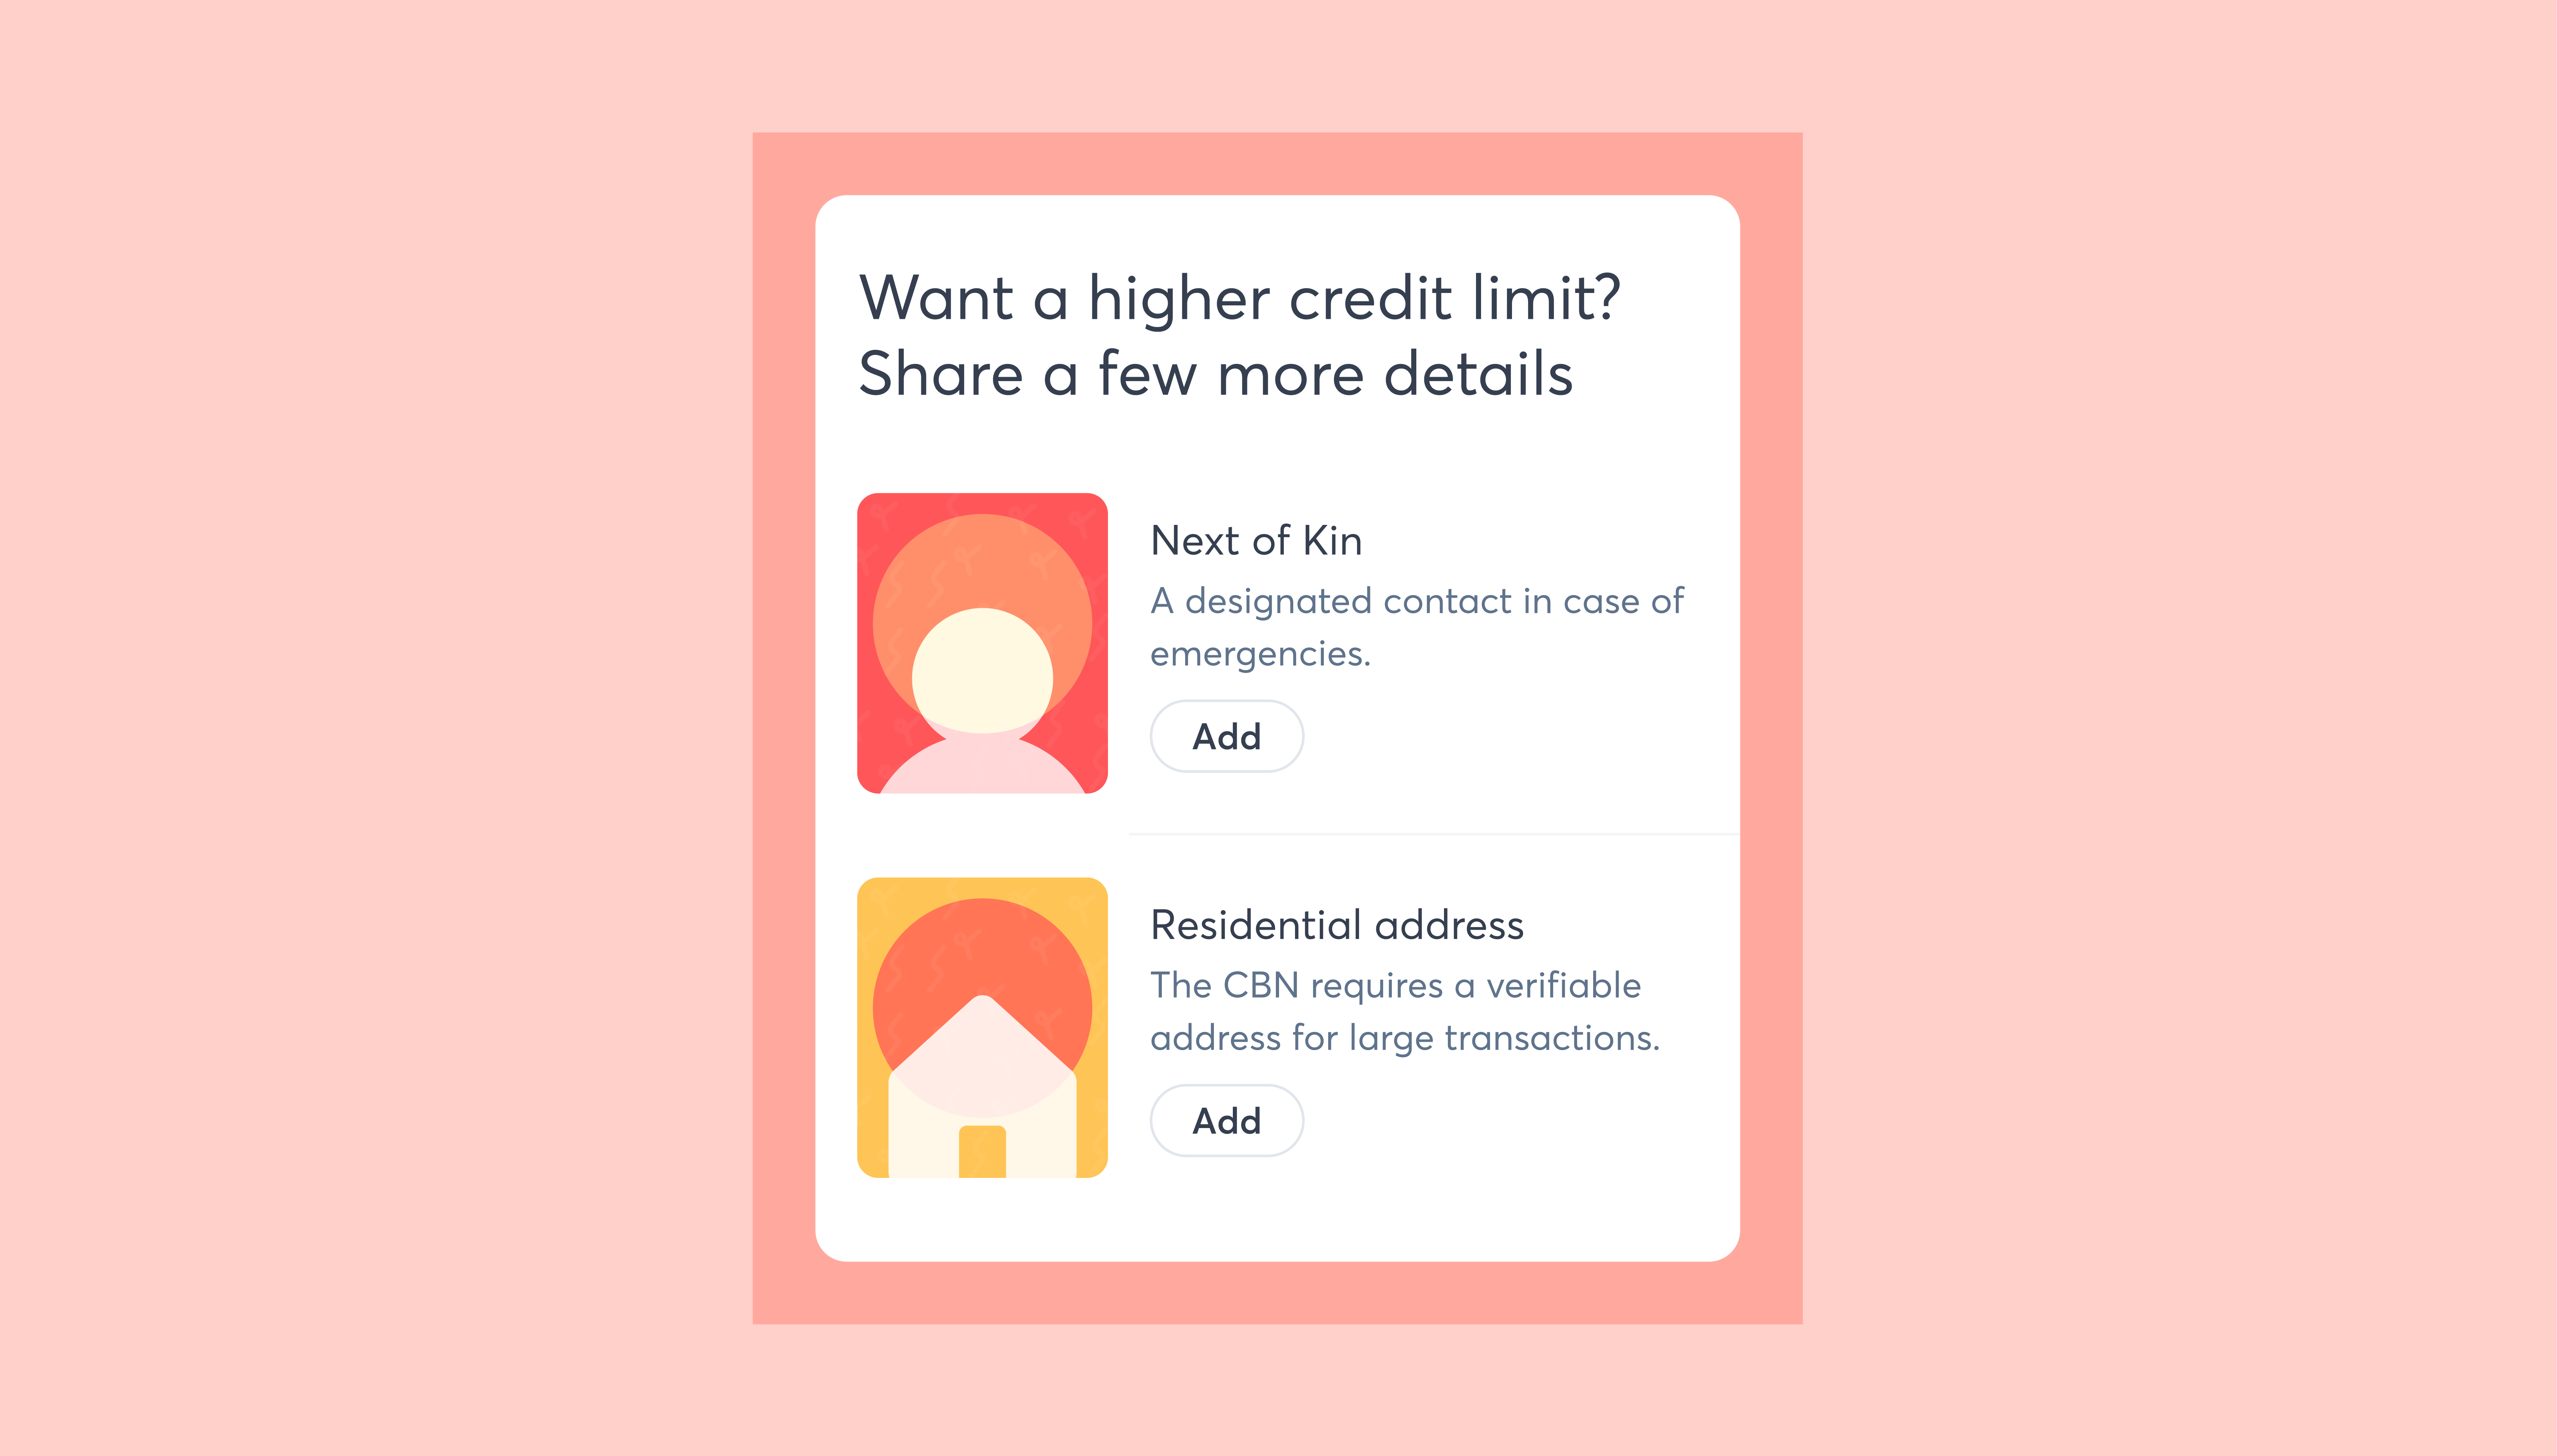 Want a higher credit limit?
Share a few more details
Next of Kin
A designated contact in case of
emergencies.
Add
Residential address
The CBN requires a verifiable
address for large transactions.
Add